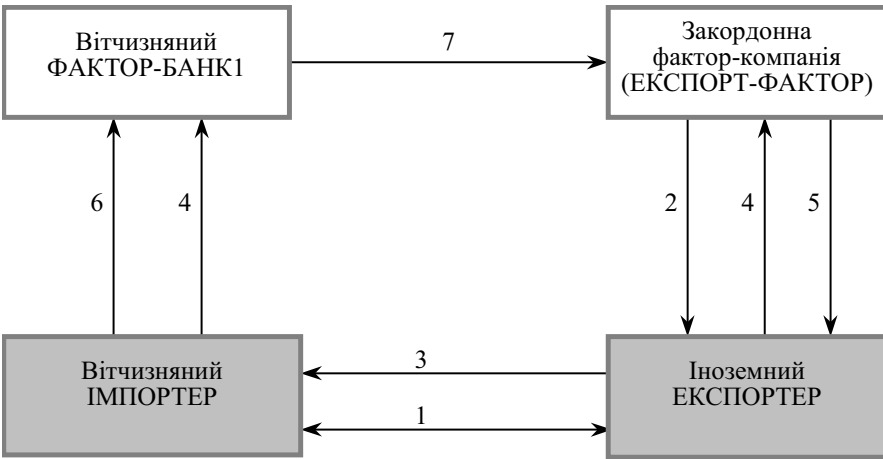 Вітчизняний
ФАКТОР-БАНК1
7
Закордонна
фактор-компанія
(ЕКСПОРТ-ФАКТОР)
6
4
2
4
5
Вітчизняний
ІМПОРТЕР
3
1
Іноземний
ЕКСПОРТЕР